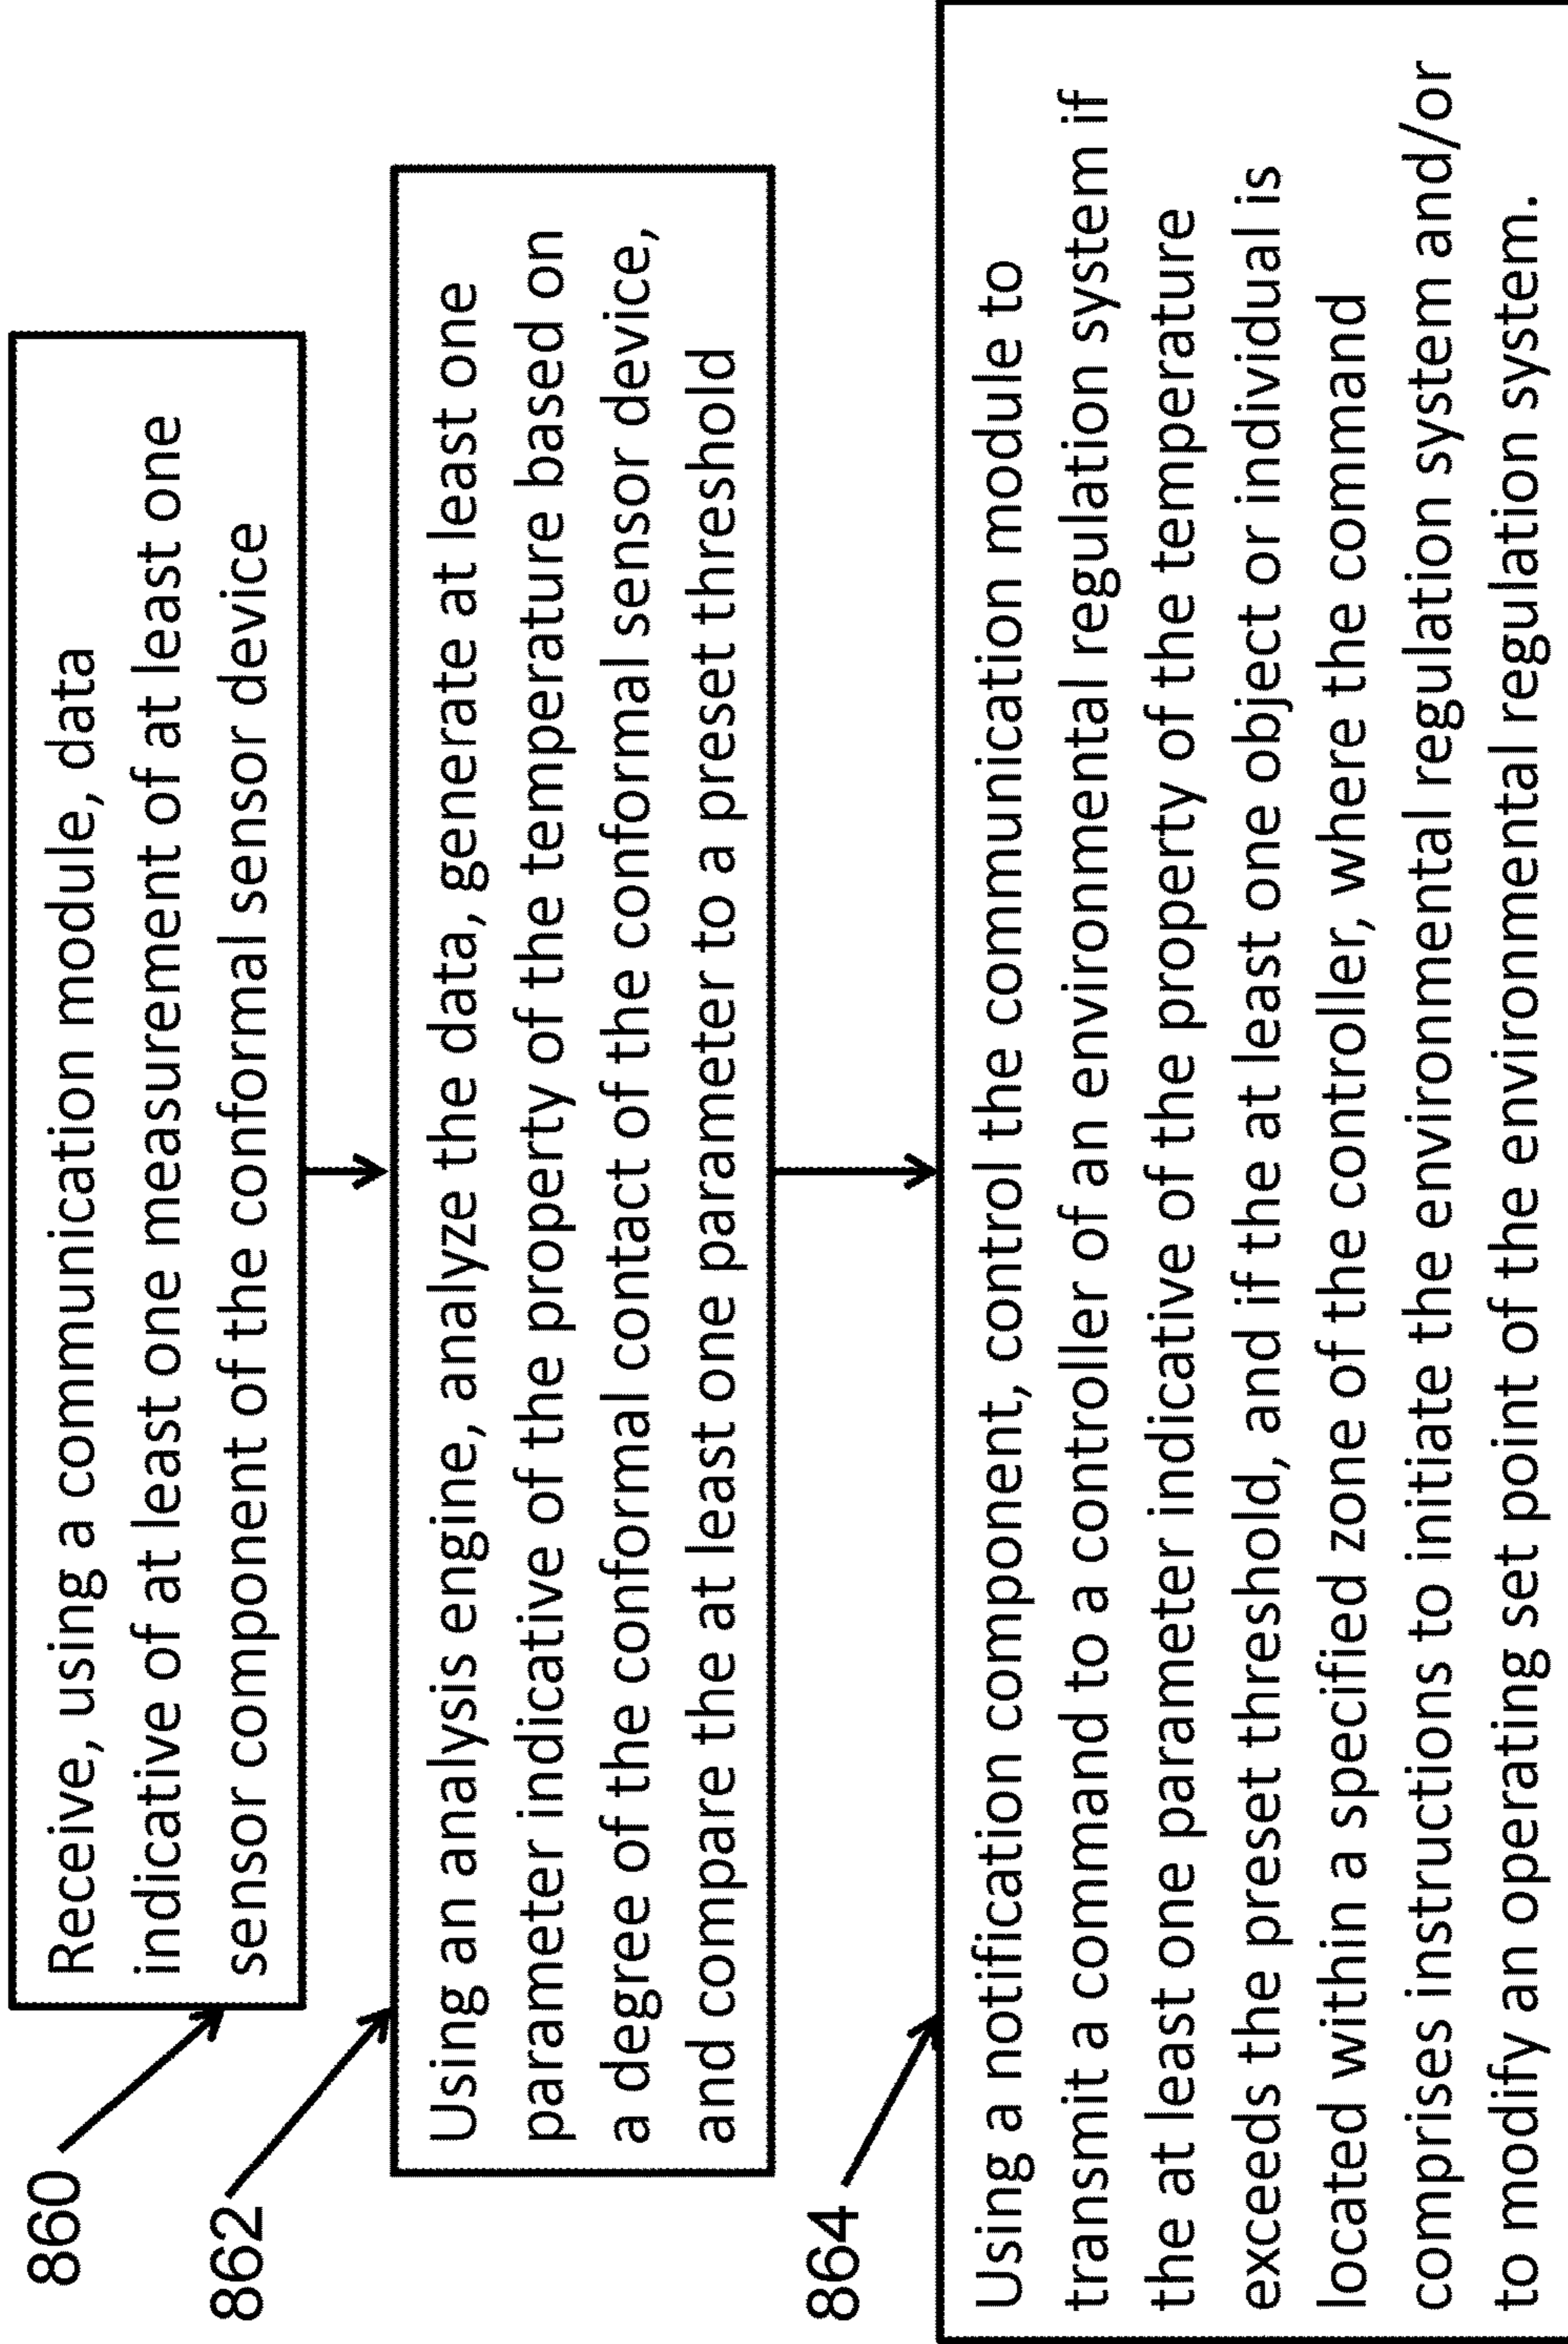 860
Receive, using a communication module, data
indicative of at least one measurement of at least one
sensor component of the conformal sensor device
862
Using an analysis engine, analyze the data, generate at least one
parameter indicative of the property of the temperature based on
a degree of the conformal contact of the conformal sensor device,
and compare the at least one parameter to a preset threshold
864
Using a notification component, control the communication module to
transmit a command to a controller of an environmental regulation system if
the at least one parameter indicative of the property of the temperature
exceeds the preset threshold, and if the at least one object or individual is
located within a specified zone of the controller, where the command
comprises instructions to initiate the environmental regulation system and/or
to modify an operating set point of the environmental regulation system.